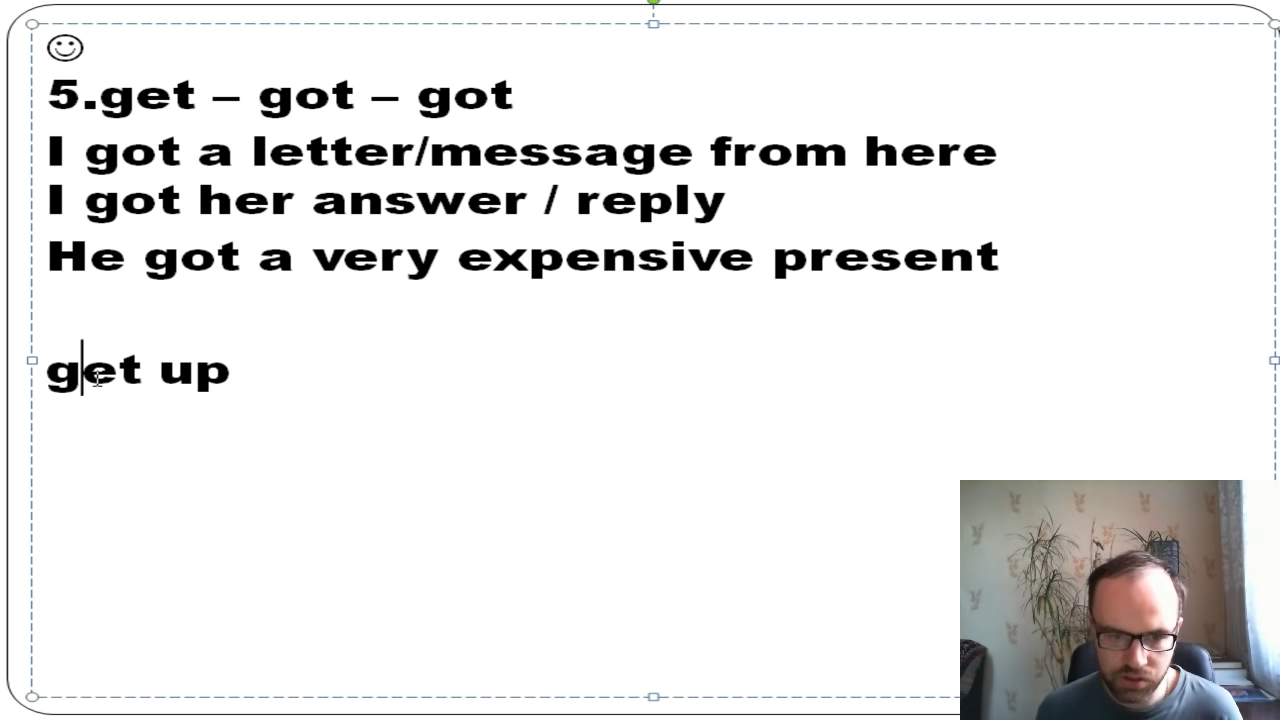 5.get – got – got
I got a letter/message from here
I got her answer / reply
He got a very expensive present
get up